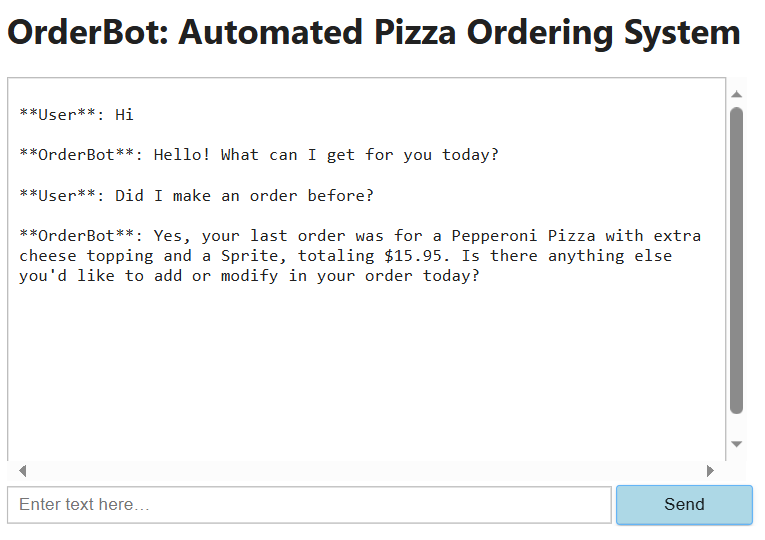 OrderBot: Automated Pizza Ordering System
**User**: Hi
**OrderBot**: Hello! What can I get for you today?
**User**: Did I make an order before?
**OrderBot**: Yes, your last order was for a Pepperoni Pizza with extra
cheese topping and a Sprite, totaling $15.95. Is there anything else
you'd like to add or modify in your order today?
Enter text here...
Send